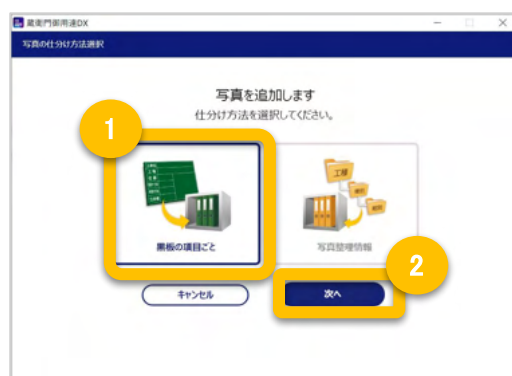 蔵衛門御用達DX
写真の仕分け方法選択
写真を追加します
仕分け方法を選択してください。
1
工種
黒板の項目ごと
写真整理情報
2
キャンセル
次へ